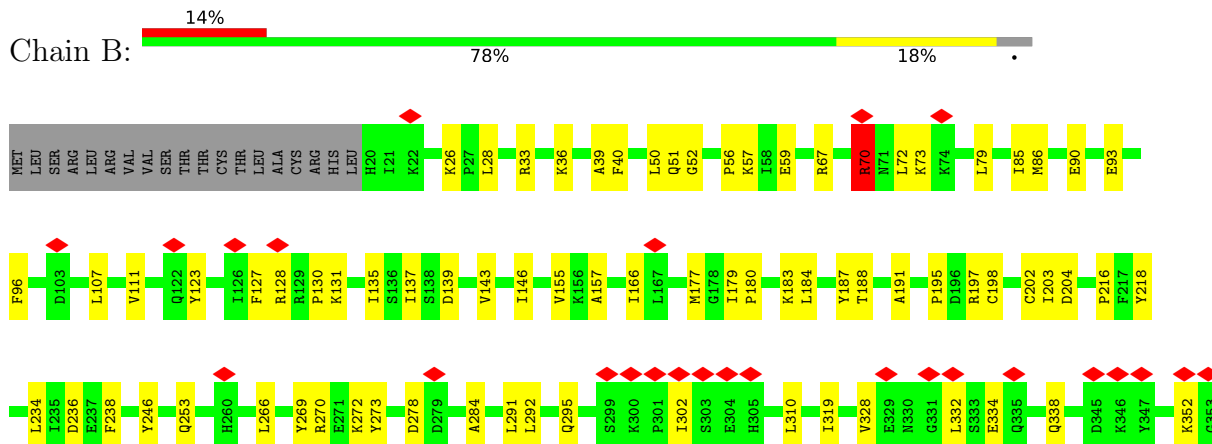 14%
Chain B:
78% 18% •
MET LEU SER ARG LEU ARG VAL VAL SER THR THR CYS THR LEU ALA CYS ARG HIS LEU H20 I21 K22 K26 P27 L28 R33 K36 A39 F40 L50 Q51 G52 P56 K57 I58 E59 R67 R70 N71 L72 K73 K74 L79 I85 M86 E90 E93
F96 D103 L107 V111 Q122 Y123 I126 F127 R128 R129 P130 K131 I135 S136 I137 S138 D139 V143 I146 V155 K156 A157 I166 L167 M177 G178 I179 P180 K183 L184 Y187 T188 A191 P195 D196 R197 C198 C202 I203 D204 P216 F217 Y218
L234 I235 D236 E237 F238 Y246 Q253 H260 L266 Y269 R270 E271 K272 Y273 D278 D279 A284 L291 L292 Q295 S299 K300 P301 I302 S303 E304 H305 L310 I319 V328 E329 N330 G331 L332 S333 E334 Q335 Q338 D345 K346 Y347 K352 G353